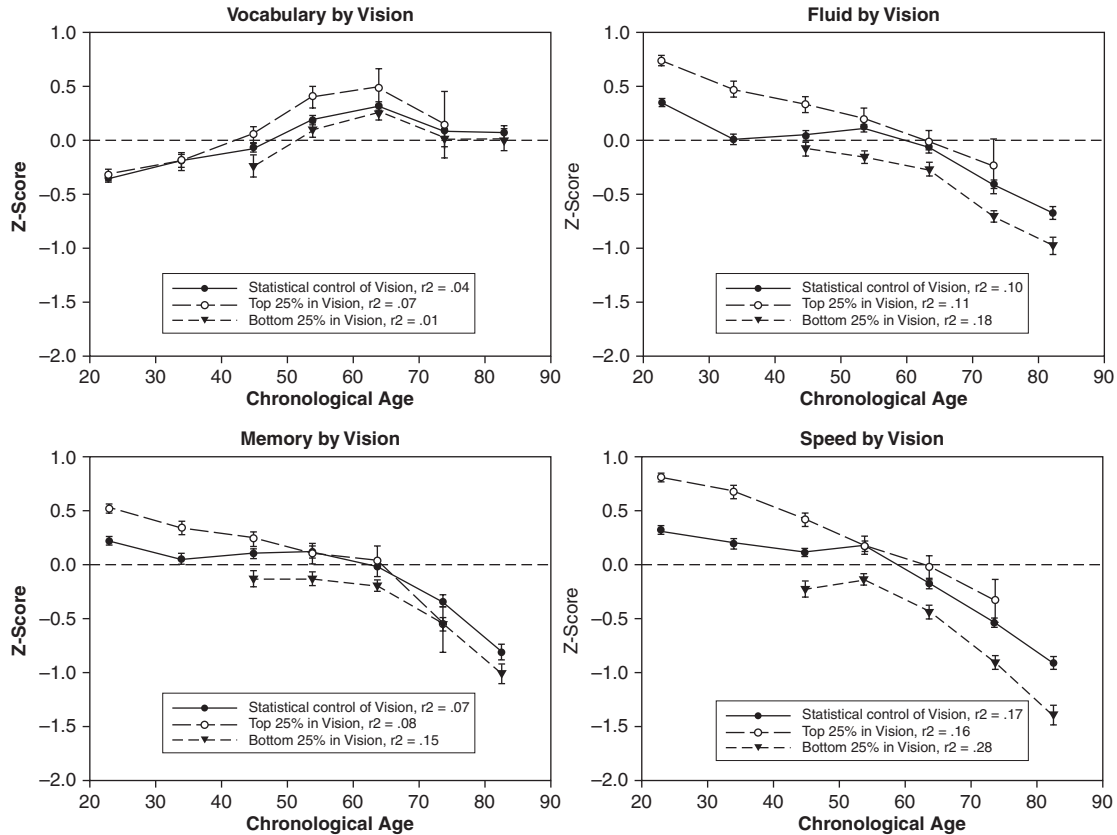 Vocabulary by Vision
1.0
0.5
0.0
−0.5
−1.0
−1.5
−2.0
Z-Score
Statistical control of Vision, r2 = .04
Top 25% in Vision, r2 = .07
Bottom 25% in Vision, r2 = .01
20 30 40 50 60 70 80 90
Chronological Age
Fluid by Vision
1.0
0.5
0.0
−0.5
−1.0
−1.5
−2.0
Z-Score
Statistical control of Vision, r2 = .10
Top 25% in Vision, r2 = .11
Bottom 25% in Vision, r2 = .18
20 30 40 50 60 70 80 90
Chronological Age
Memory by Vision
1.0
0.5
0.0
−0.5
−1.0
−1.5
−2.0
Z-Score
Statistical control of Vision, r2 = .07
Top 25% in Vision, r2 = .08
Bottom 25% in Vision, r2 = .15
20 30 40 50 60 70 80 90
Chronological Age
Speed by Vision
1.0
0.5
0.0
−0.5
−1.0
−1.5
−2.0
Z-Score
Statistical control of Vision, r2 = .17
Top 25% in Vision, r2 = .16
Bottom 25% in Vision, r2 = .28
20 30 40 50 60 70 80 90
Chronological Age